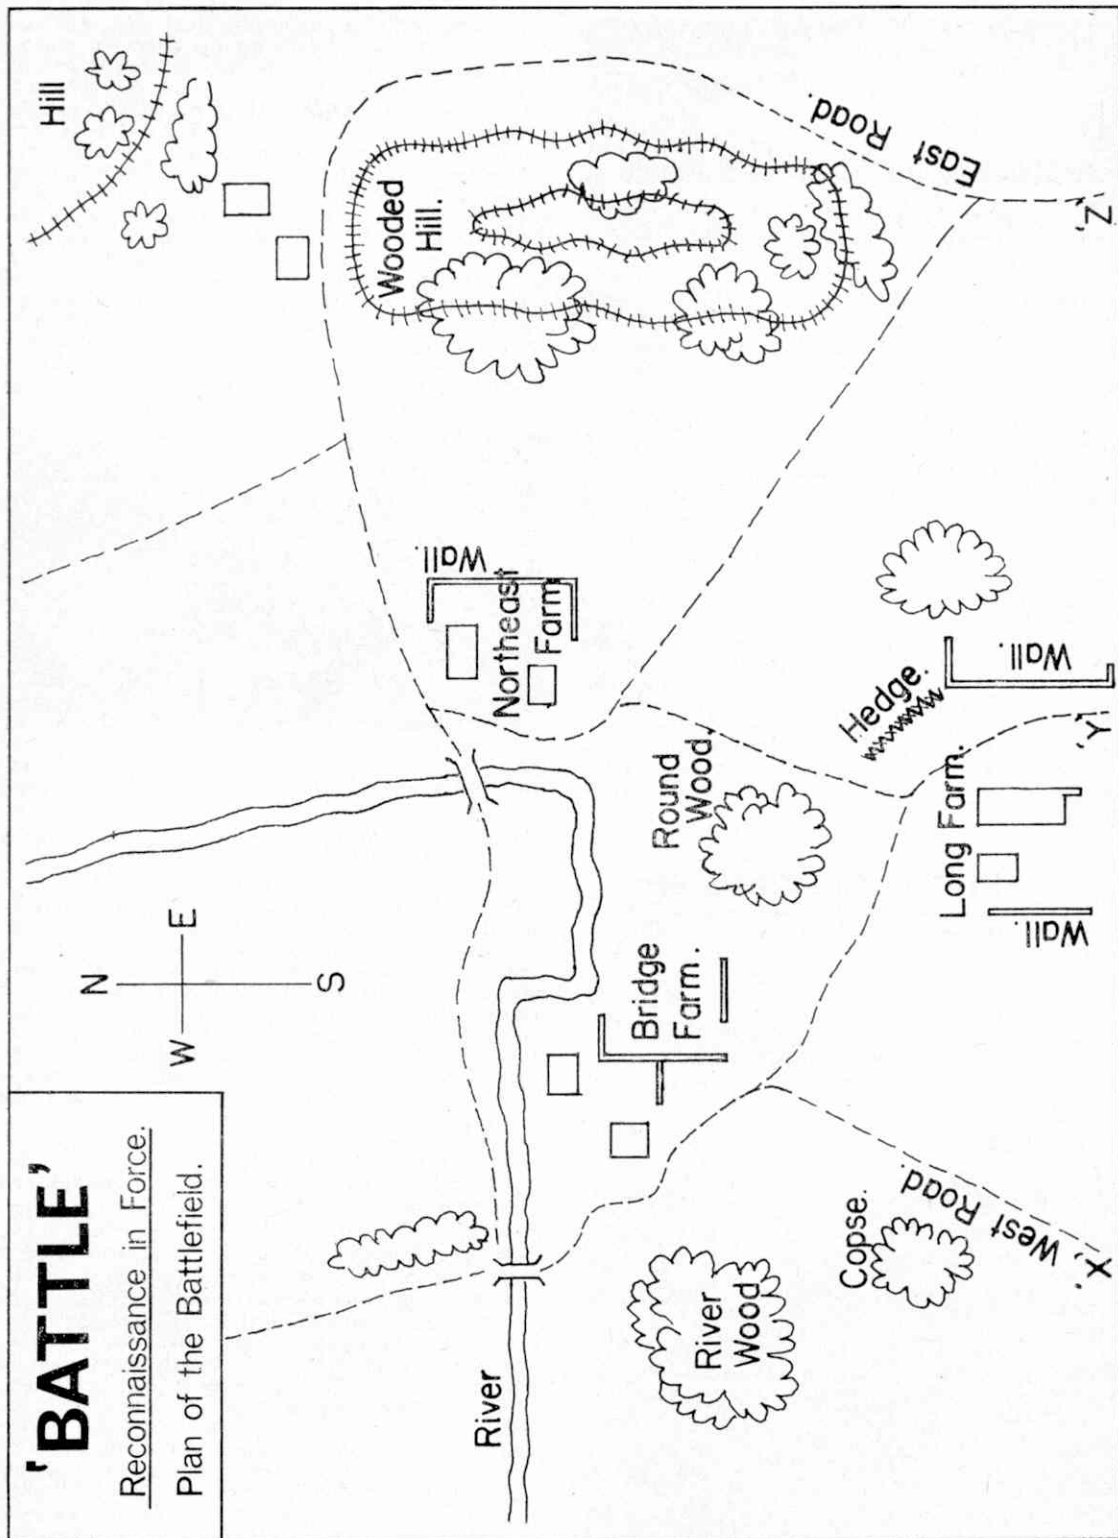 'BATTLE'
Reconnaissance in Force.
Plan of the Battlefield.
N
W
E
S
Hill
Wooded
Hill.
East Road.
'Z'
Wall.
Northeast
Farm
River
Bridge
Farm.
Round
Wood.
Hedge.
Wall.
'Y'
Long Farm.
Wall.
River
Wood
Copse.
West Road.
'X'